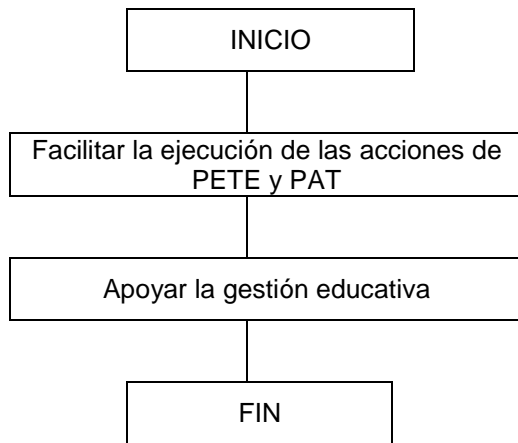 INICIO
Facilitar la ejecución de las acciones de
PETE y PAT
Apoyar la gestión educativa
FIN